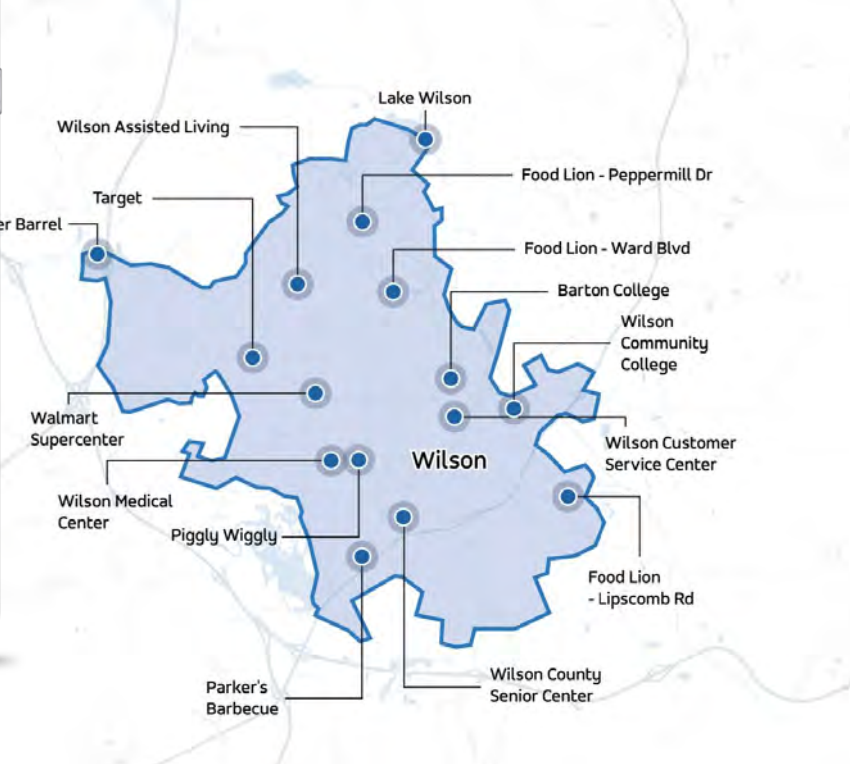 Lake Wilson
Wilson Assisted Living
Food Lion - Peppermill Dr
Target
er Barrel
Food Lion - Ward Blvd
Barton College
Wilson
Community
College
Walmart
Supercenter
Wilson Customer
Service Center
Wilson
Wilson Medical
Center
Piggly Wiggly
Food Lion
- Lipscomb Rd
Wilson County
Senior Center
Parker's
Barbecue